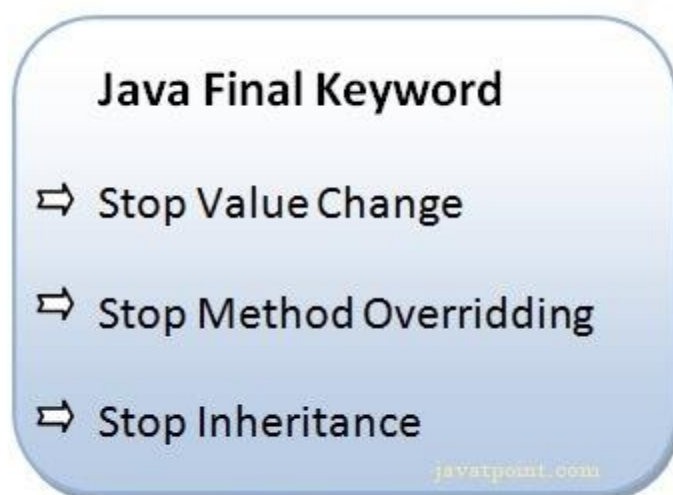 Java Final Keyword
Stop Value Change
Stop Method Overridding
Stop Inheritance
javatpoint.com